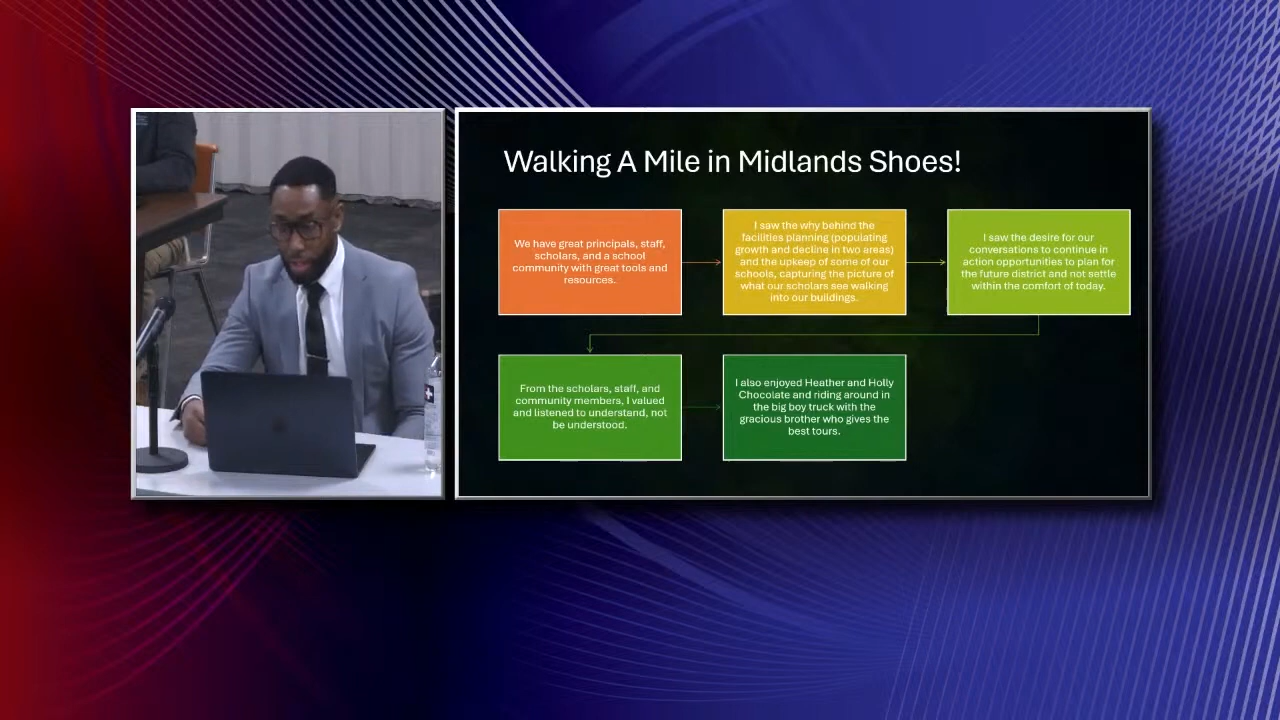 Walking A Mile in Midlands Shoes!
We have great principals, staff,
scholars, and a school
community with great tools and
resources.
I saw the why behind the
facilities planning (populating
growth and decline in two areas)
and the upkeep of some of our
schools, capturing the picture of
what our scholars see walking
into our buildings.
I saw the desire for our
conversations to continue in
action opportunities to plan for
the future district and not settle
within the comfort of today.
From the scholars, staff, and
community members, I valued
and listened to understand, not
be understood.
I also enjoyed Heather and Holly
Chocolate and riding around in
the big boy truck with the
gracious brother who gives the
best tours.